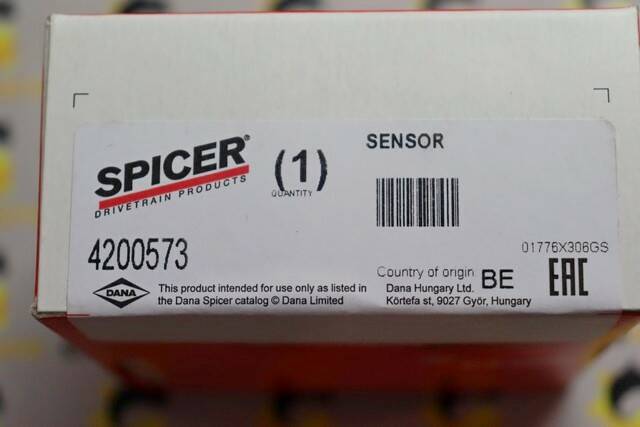 SPICER®
DRIVETRAIN PRODUCTS
(1)
QUANTITY
SENSOR
4200573
01776X306GS
Country of origin BE
EAC
DANA
This product intended for use only as listed in
the Dana Spicer catalog © Dana Limited
Dana Hungary Ltd.
Körtefa st, 9027 Győr, Hungary